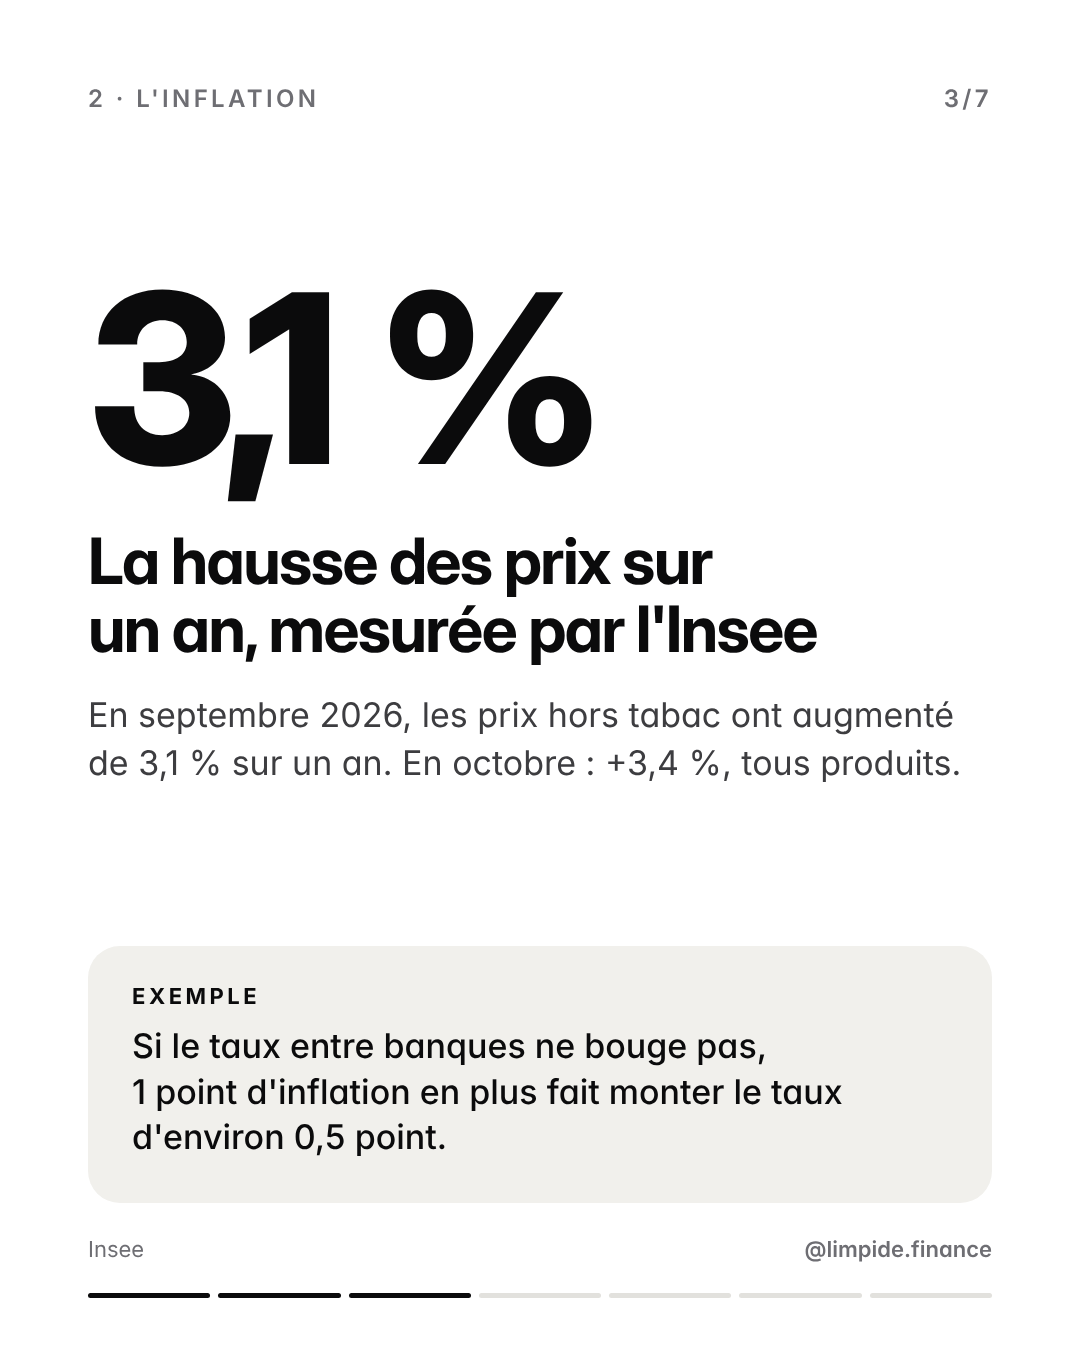 2 · L'INFLATION
3/7
3,1 %
La hausse des prix sur
un an, mesurée par l'Insee
En septembre 2026, les prix hors tabac ont augmenté
de 3,1 % sur un an. En octobre : +3,4 %, tous produits.
EXEMPLE
Si le taux entre banques ne bouge pas,
1 point d'inflation en plus fait monter le taux
d'environ 0,5 point.
Insee
@limpide.finance